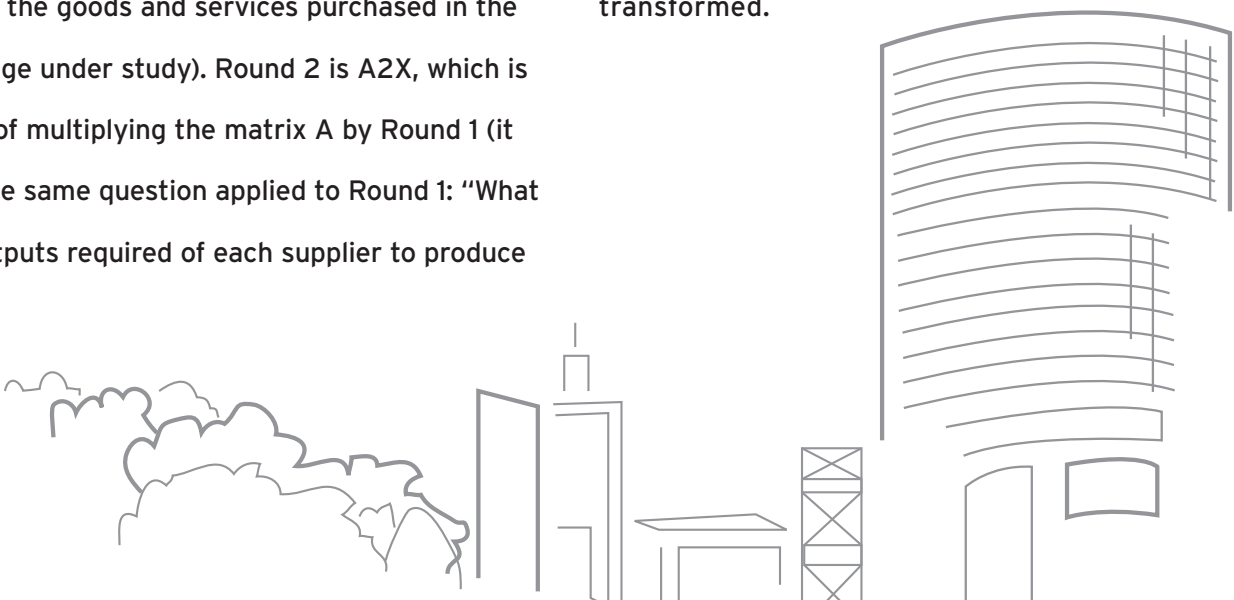 the goods and services purchased in the
ge under study). Round 2 is A2X, which is
of multiplying the matrix A by Round 1 (it
e same question applied to Round 1: “What
tputs required of each supplier to produce
transformed.